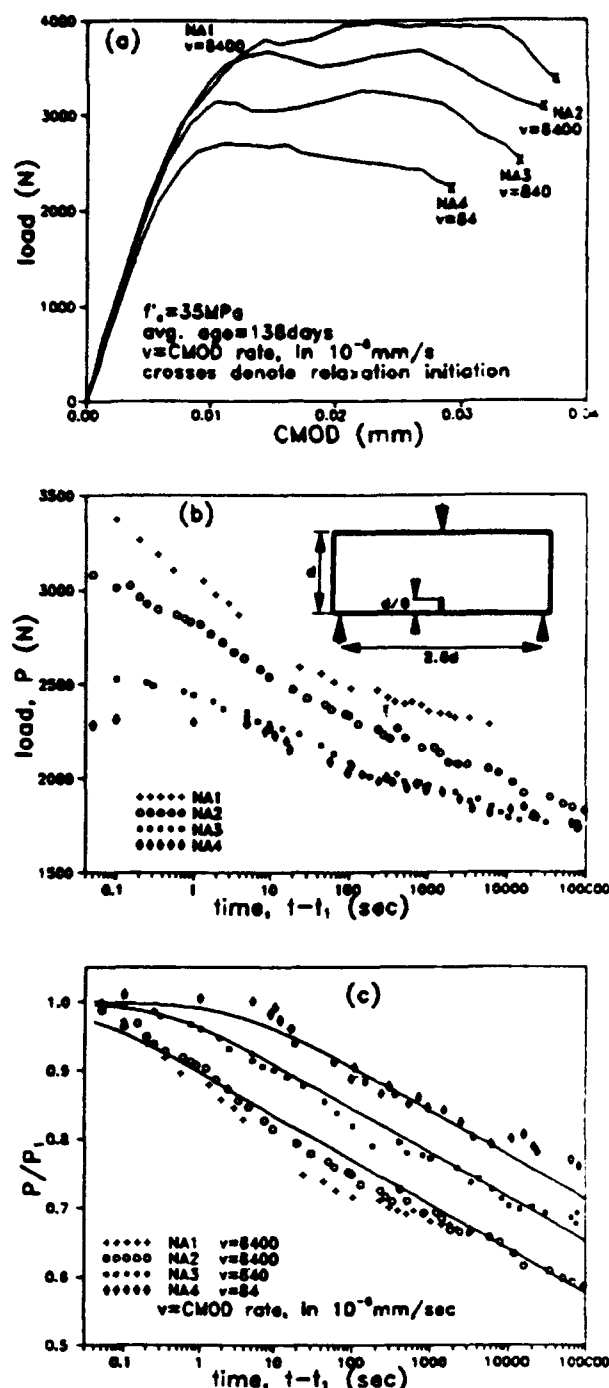 (a)
NA1
v=8400
NA2
v=8400
NA3
v=840
NA4
v=84
f'c=35MPa
avg. age=138days
v=CMOD rate, in 10⁻⁶mm/s
crosses denote relaxation initiation
load (N)
4000
3000
2000
1000
0
0.00 0.01 0.02 0.03 0.04
CMOD (mm)
(b)
d
d/6
2.5d
load, P (N)
3500
3000
2500
2000
1500
NA1
NA2
NA3
NA4
0.1 1 10 100 1000 10000 100000
time, t-t₁ (sec)
(c)
P/P₁
1.0
0.9
0.8
0.7
0.6
0.5
NA1 v=8400
NA2 v=8400
NA3 v=840
NA4 v=84
v=CMOD rate, in 10⁻⁶mm/sec
0.1 1 10 100 1000 10000 100000
time, t-t₁ (sec)